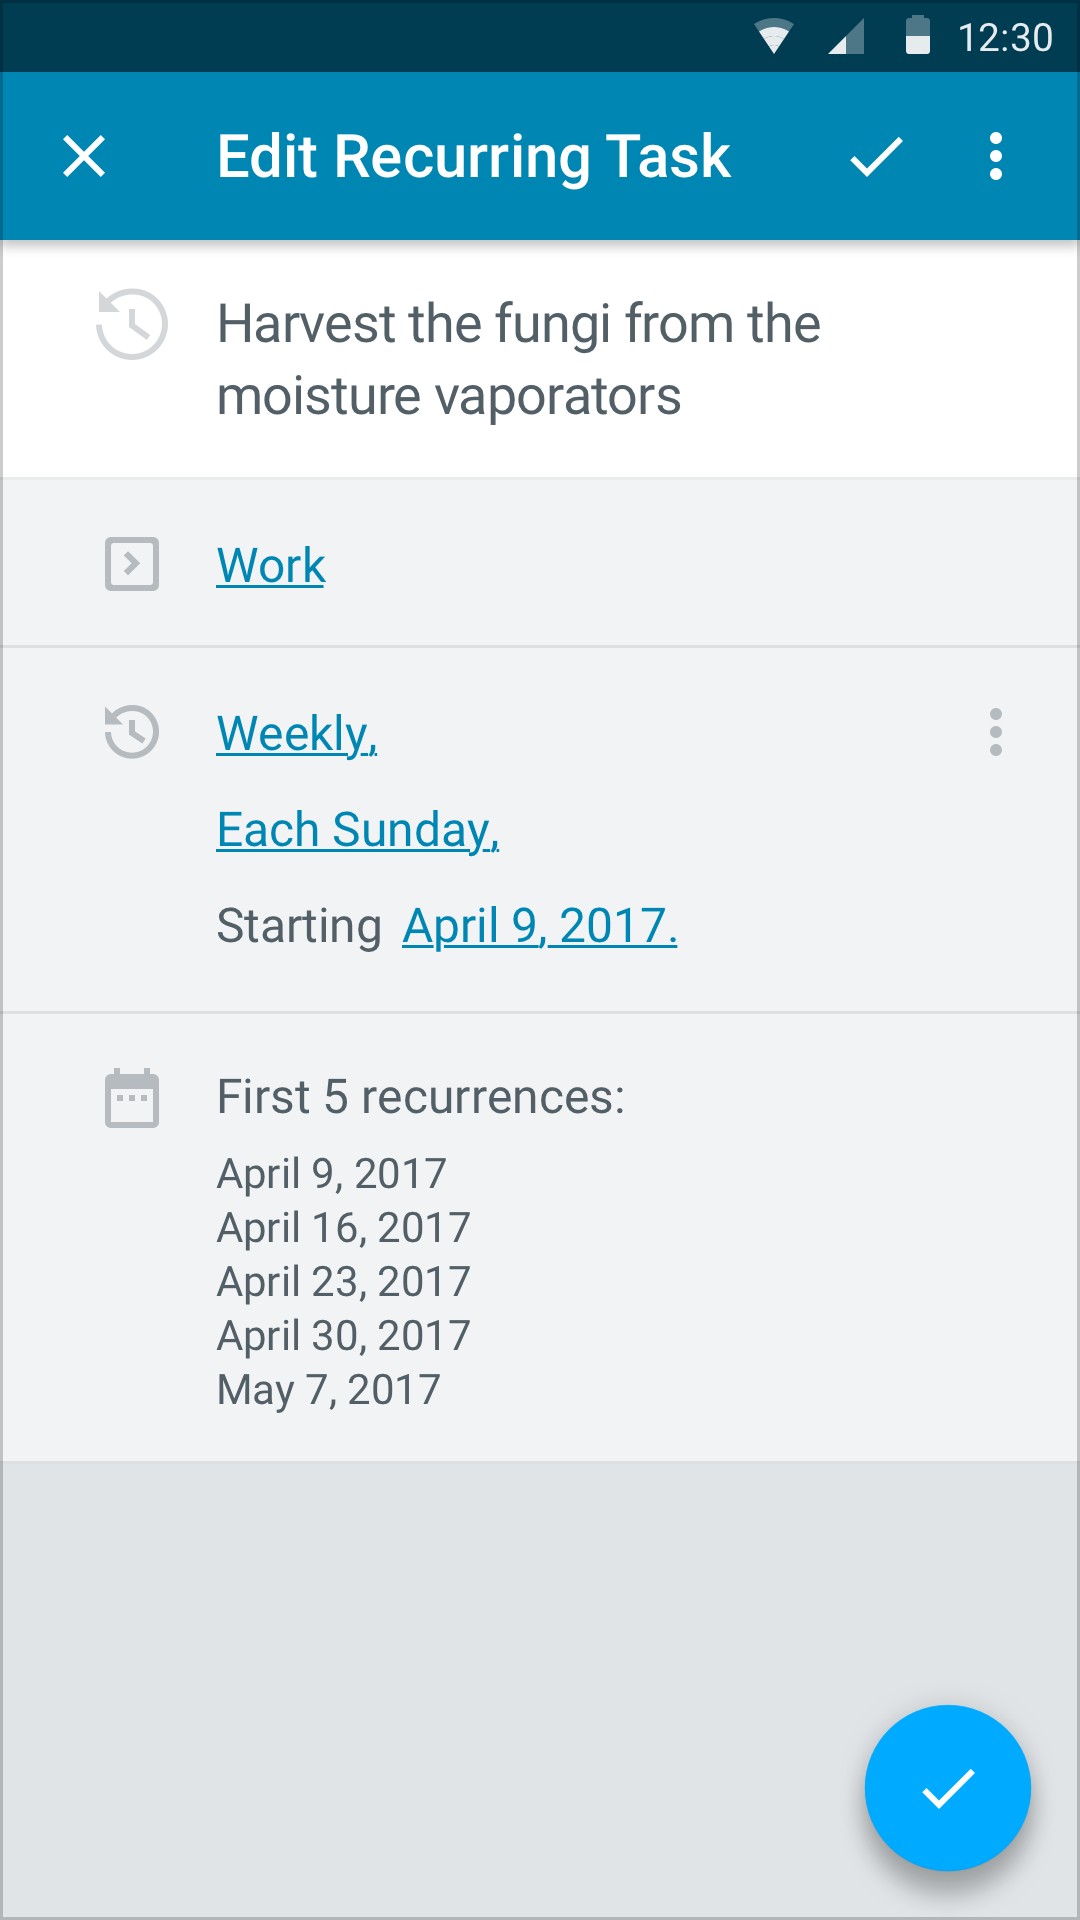 12:30
Edit Recurring Task
Harvest the fungi from the
moisture vaporators
Work
Weekly,
Each Sunday,
Starting April 9, 2017.
First 5 recurrences:
April 9, 2017
April 16, 2017
April 23, 2017
April 30, 2017
May 7, 2017